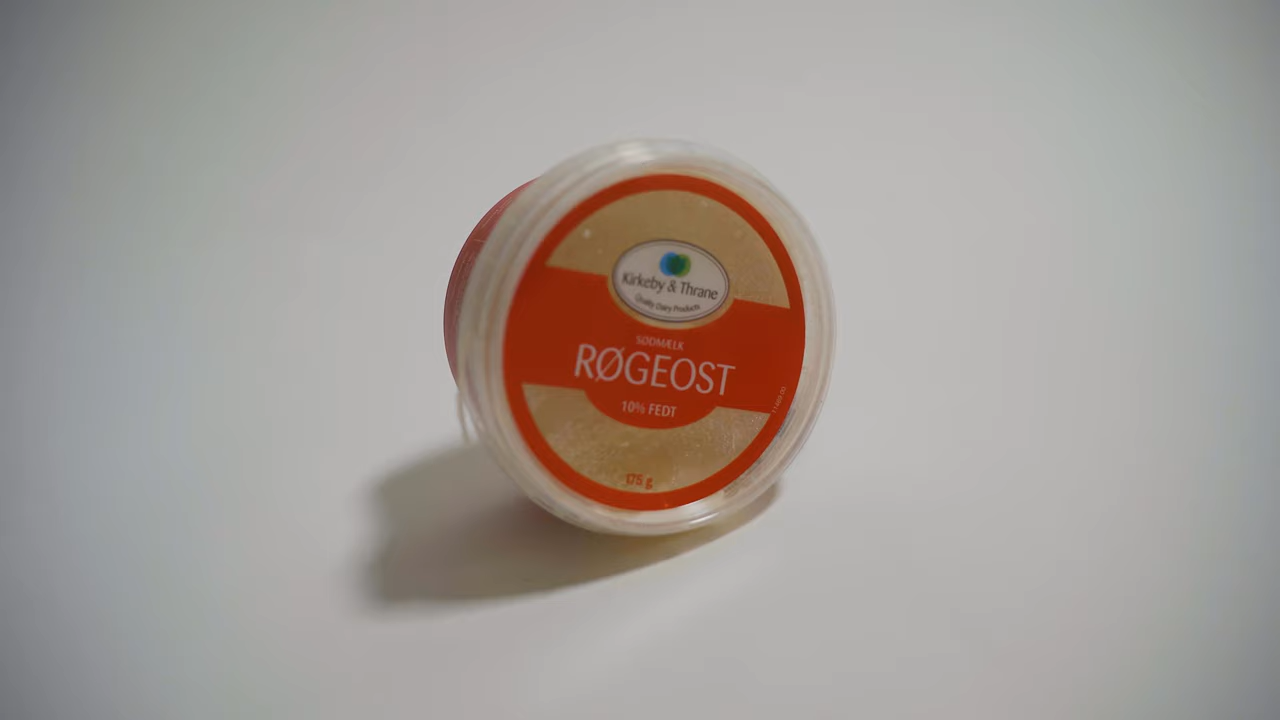 Kirkeby & Thrane
Quality Dairy Products
SØDMÆLK
RØGEOST
10% FEDT
175 g